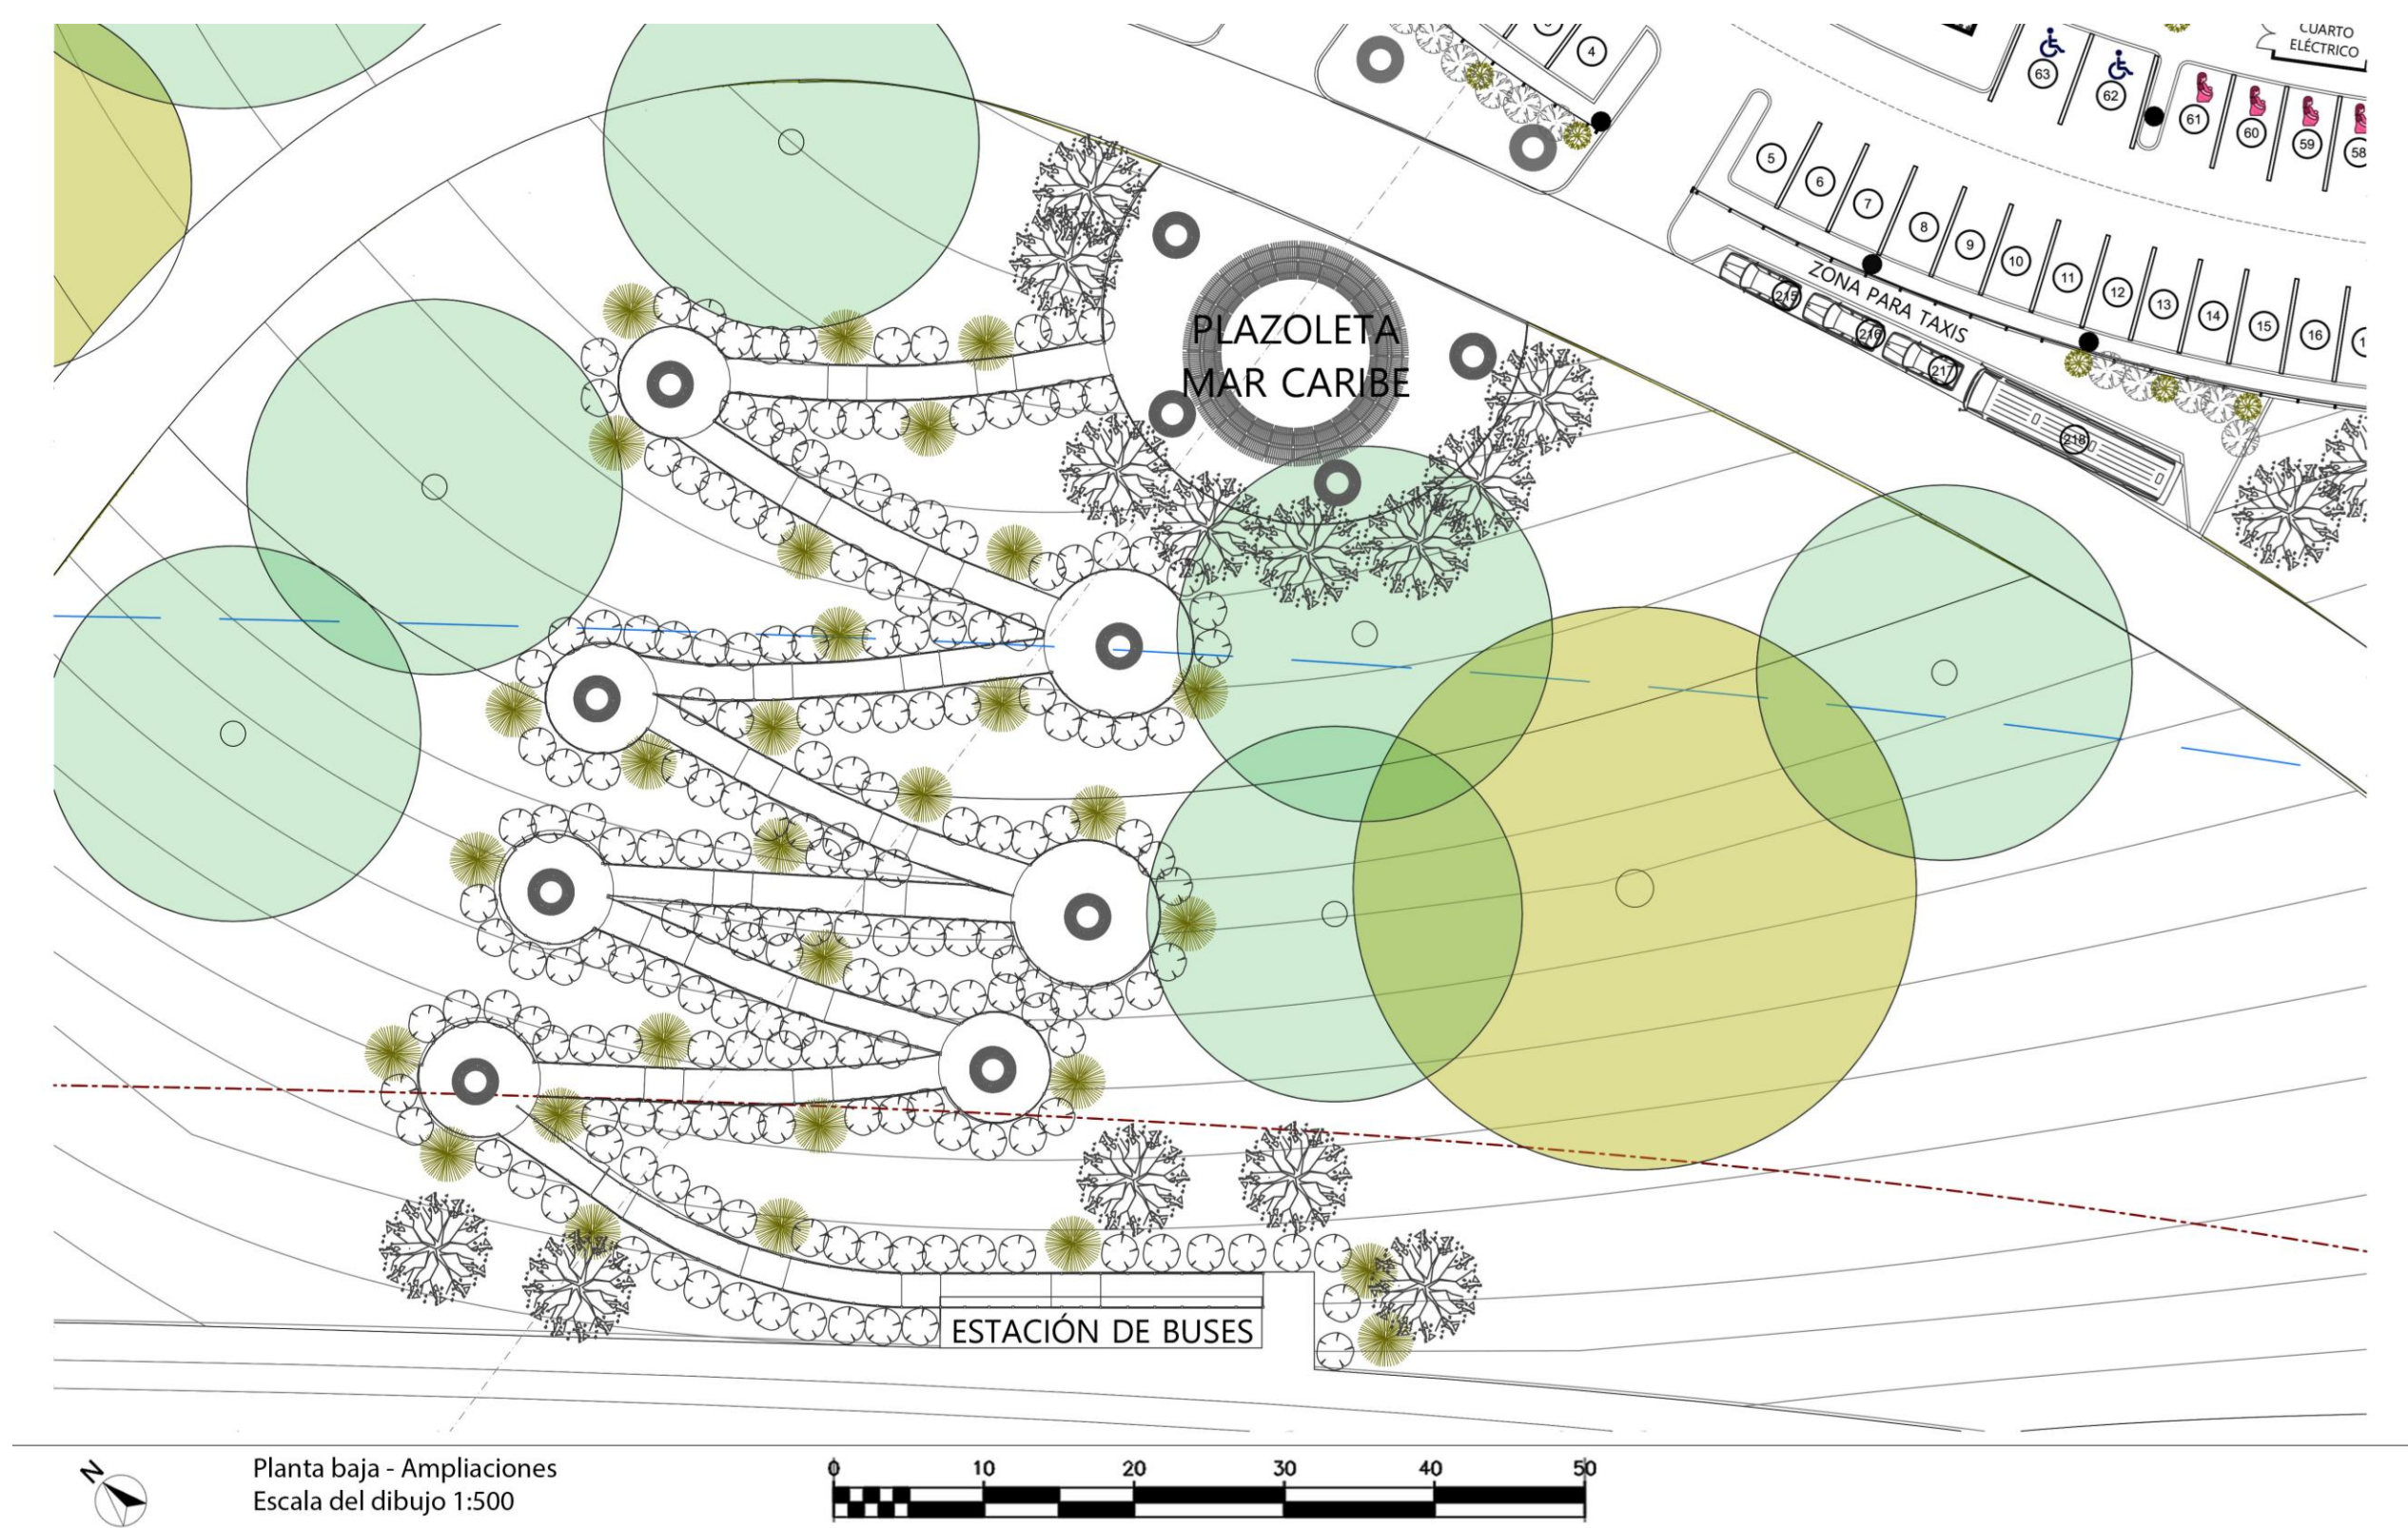 CUARTO
ELÉCTRICO
4
63
62
61
60
59
58
5
6
7
8
9
10
11
12
13
14
15
16
ZONA PARA TAXIS
215
216
217
218
PLAZOLETA
MAR CARIBE
ESTACIÓN DE BUSES
N
Planta baja - Ampliaciones
Escala del dibujo 1:500
0 10 20 30 40 50